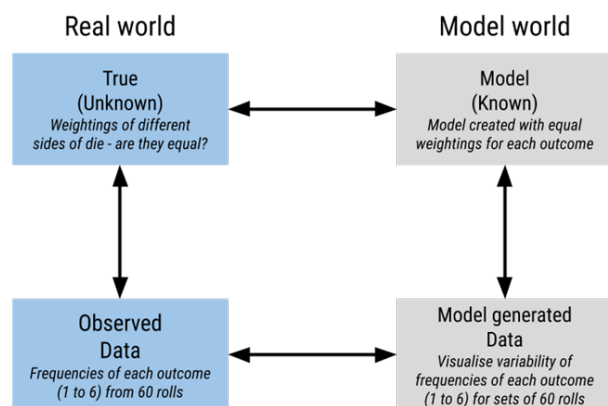 Real world
Model world
True
(Unknown)
Weightings of different
sides of die - are they equal?
Model
(Known)
Model created with equal
weightings for each outcome
Observed
Data
Frequencies of each outcome
(1 to 6) from 60 rolls
Model generated
Data
Visualise variability of
frequencies of each outcome
(1 to 6) for sets of 60 rolls